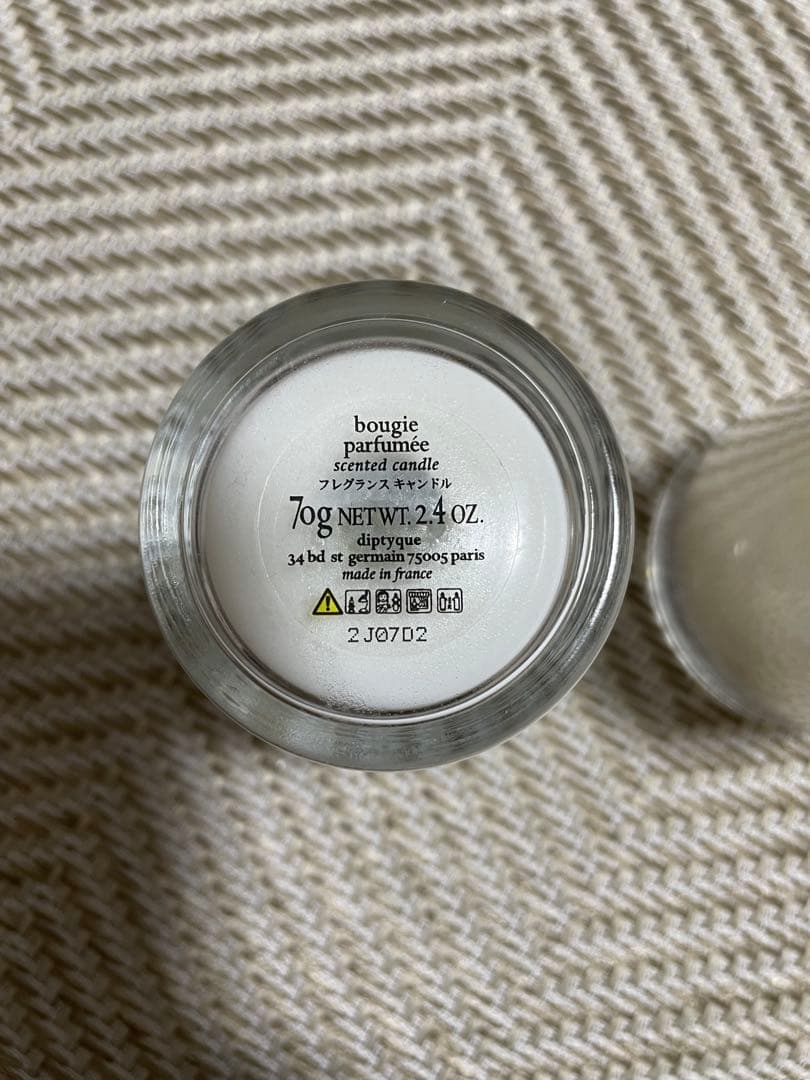 bougie
parfumée
scented candle
フレグランス キャンドル
70g NET WT. 2.4 OZ.
diptyque
34 bd st germain 75005 paris
made in france
2J07D2